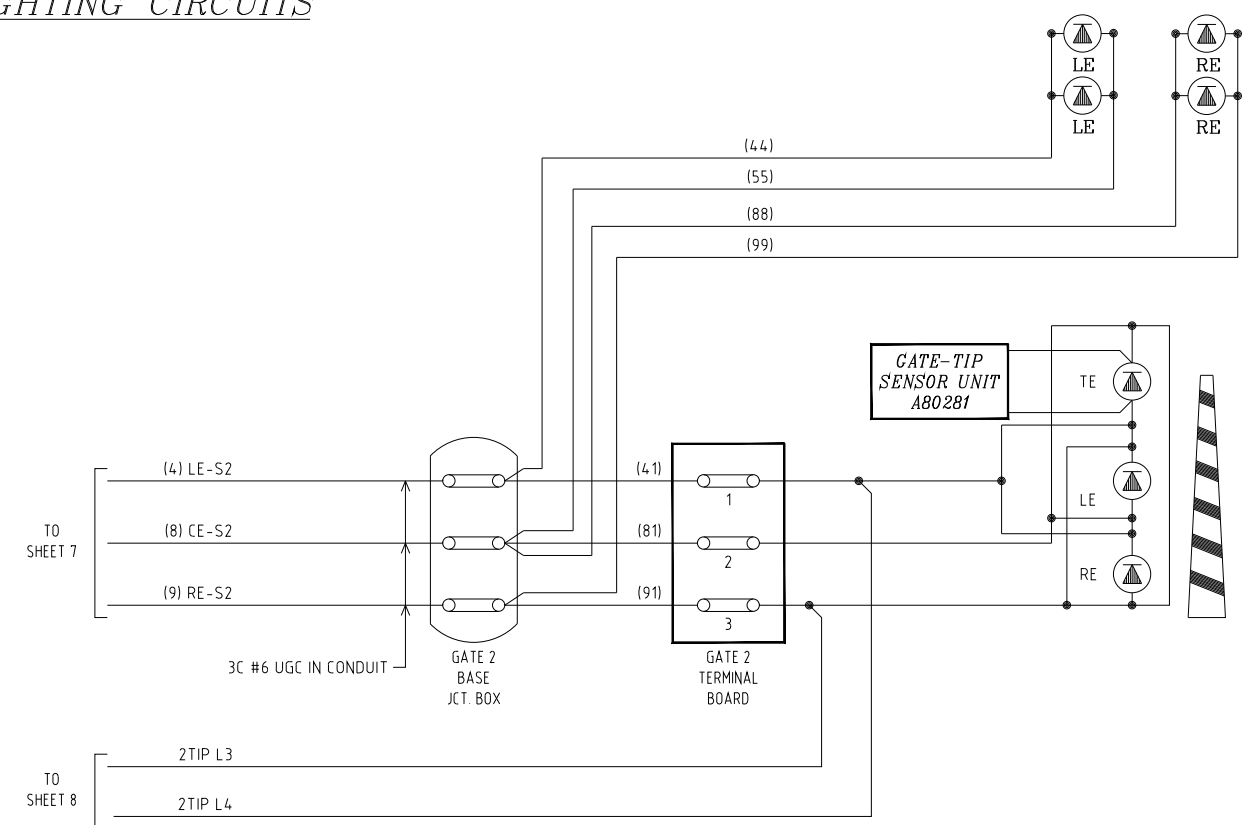 CIRCUITS
LE
RE
LE
RE
(44)
(55)
(88)
(99)
GATE-TIP
SENSOR UNIT
A80281
TE
LE
RE
TO
SHEET 7
(4) LE-S2
(8) CE-S2
(9) RE-S2
(41)
(81)
(91)
1
2
3
3C #6 UGC IN CONDUIT
GATE 2
BASE
JCT. BOX
GATE 2
TERMINAL
BOARD
TO
SHEET 8
2TIP L3
2TIP L4